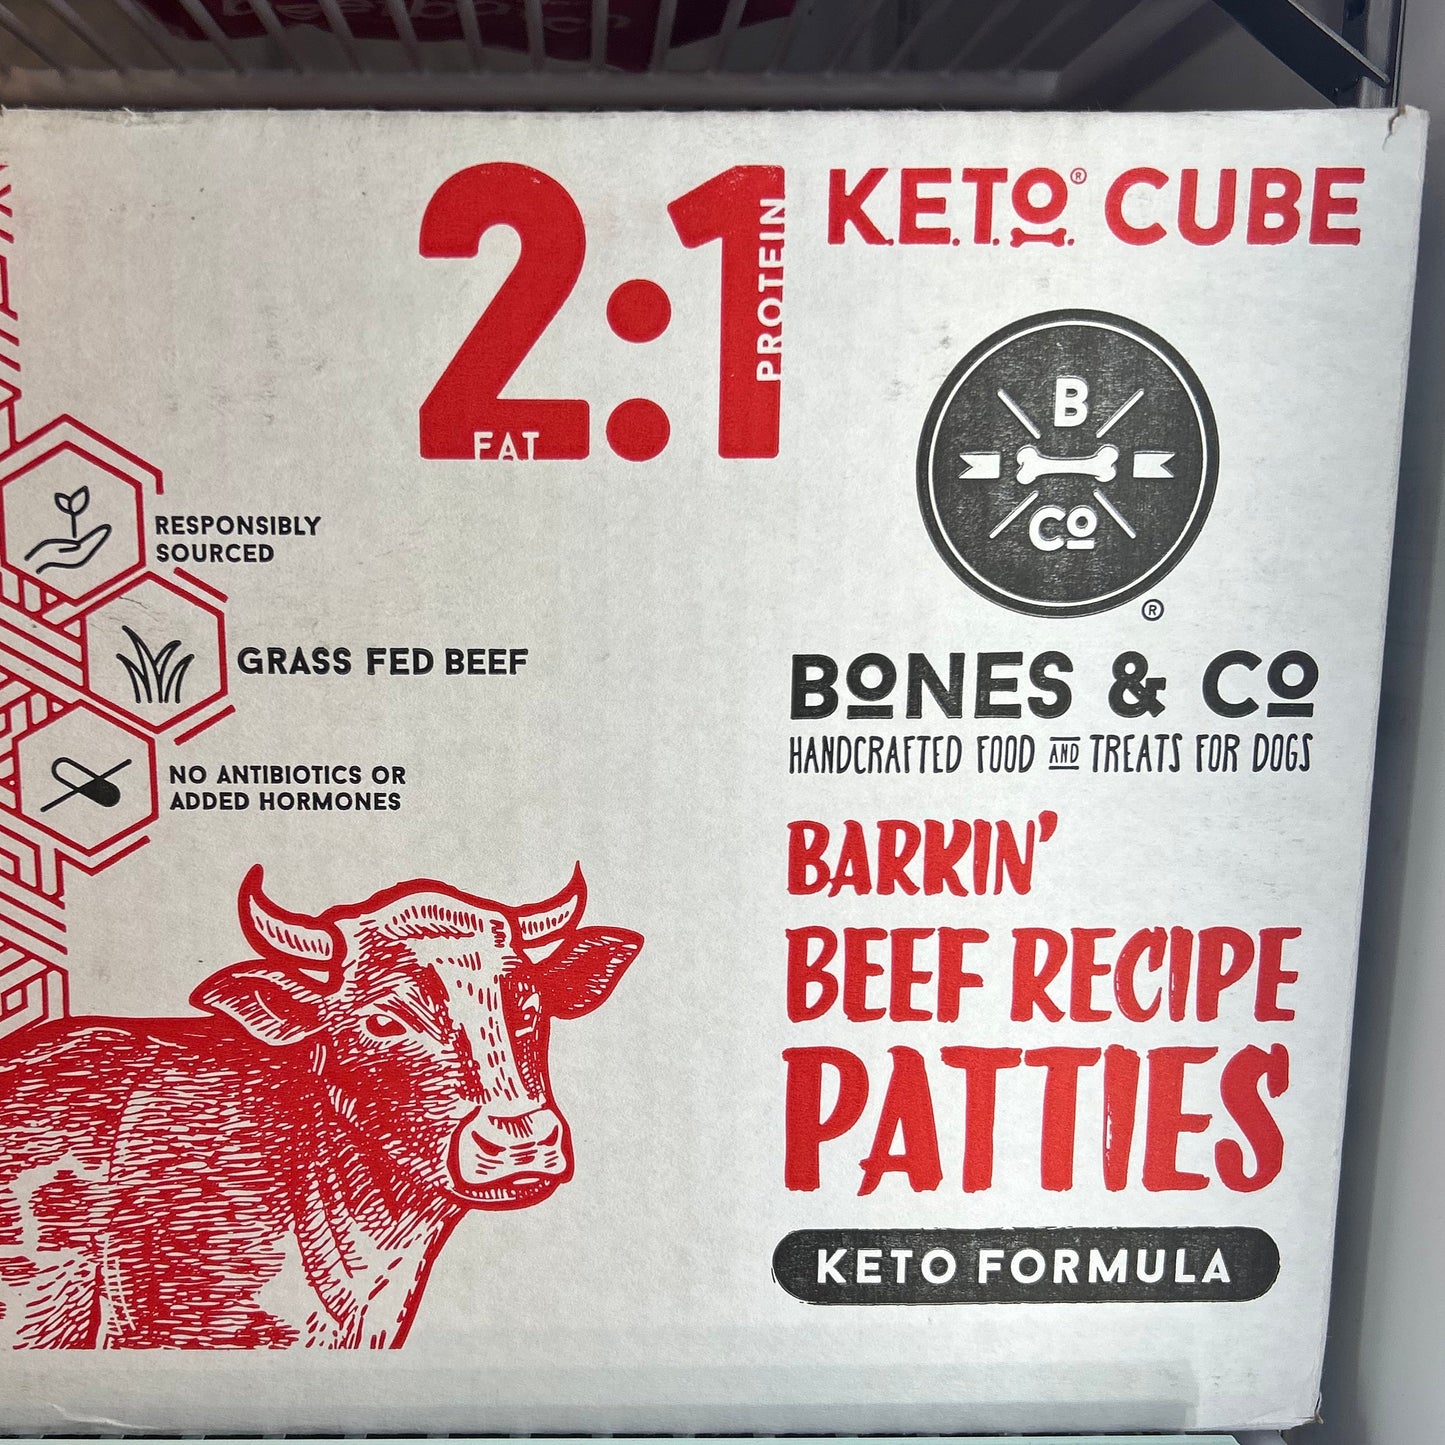 2:1
FAT
PROTEIN
K.E.T.O.® CUBE
B
CO
®
BONES & CO
HANDCRAFTED FOOD AND TREATS FOR DOGS
BARKIN'
BEEF RECIPE
PATTIES
KETO FORMULA
RESPONSIBLY
SOURCED
GRASS FED BEEF
NO ANTIBIOTICS OR
ADDED HORMONES